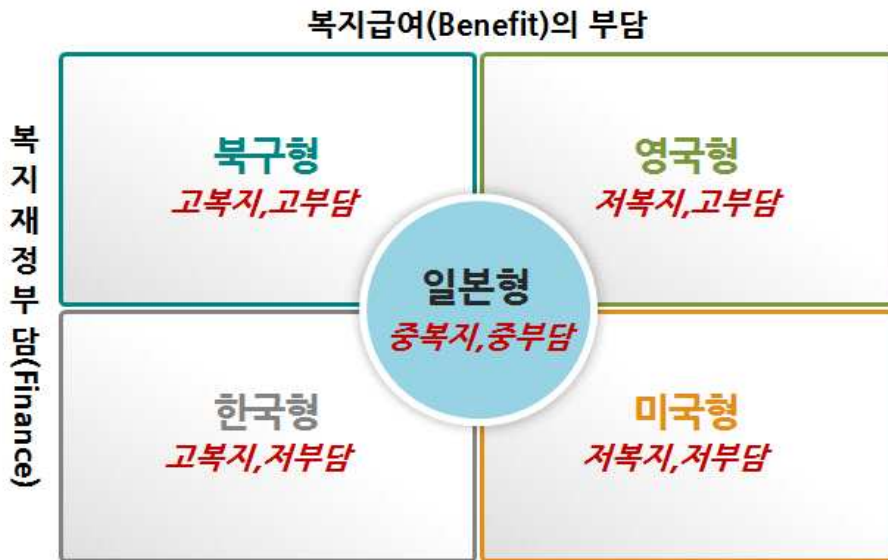 복지급여(Benefit)의 부담
복지재정부담(Finance)
북구형
고복지,고부담
영국형
저복지,고부담
일본형
중복지,중부담
한국형
고복지,저부담
미국형
저복지,저부담